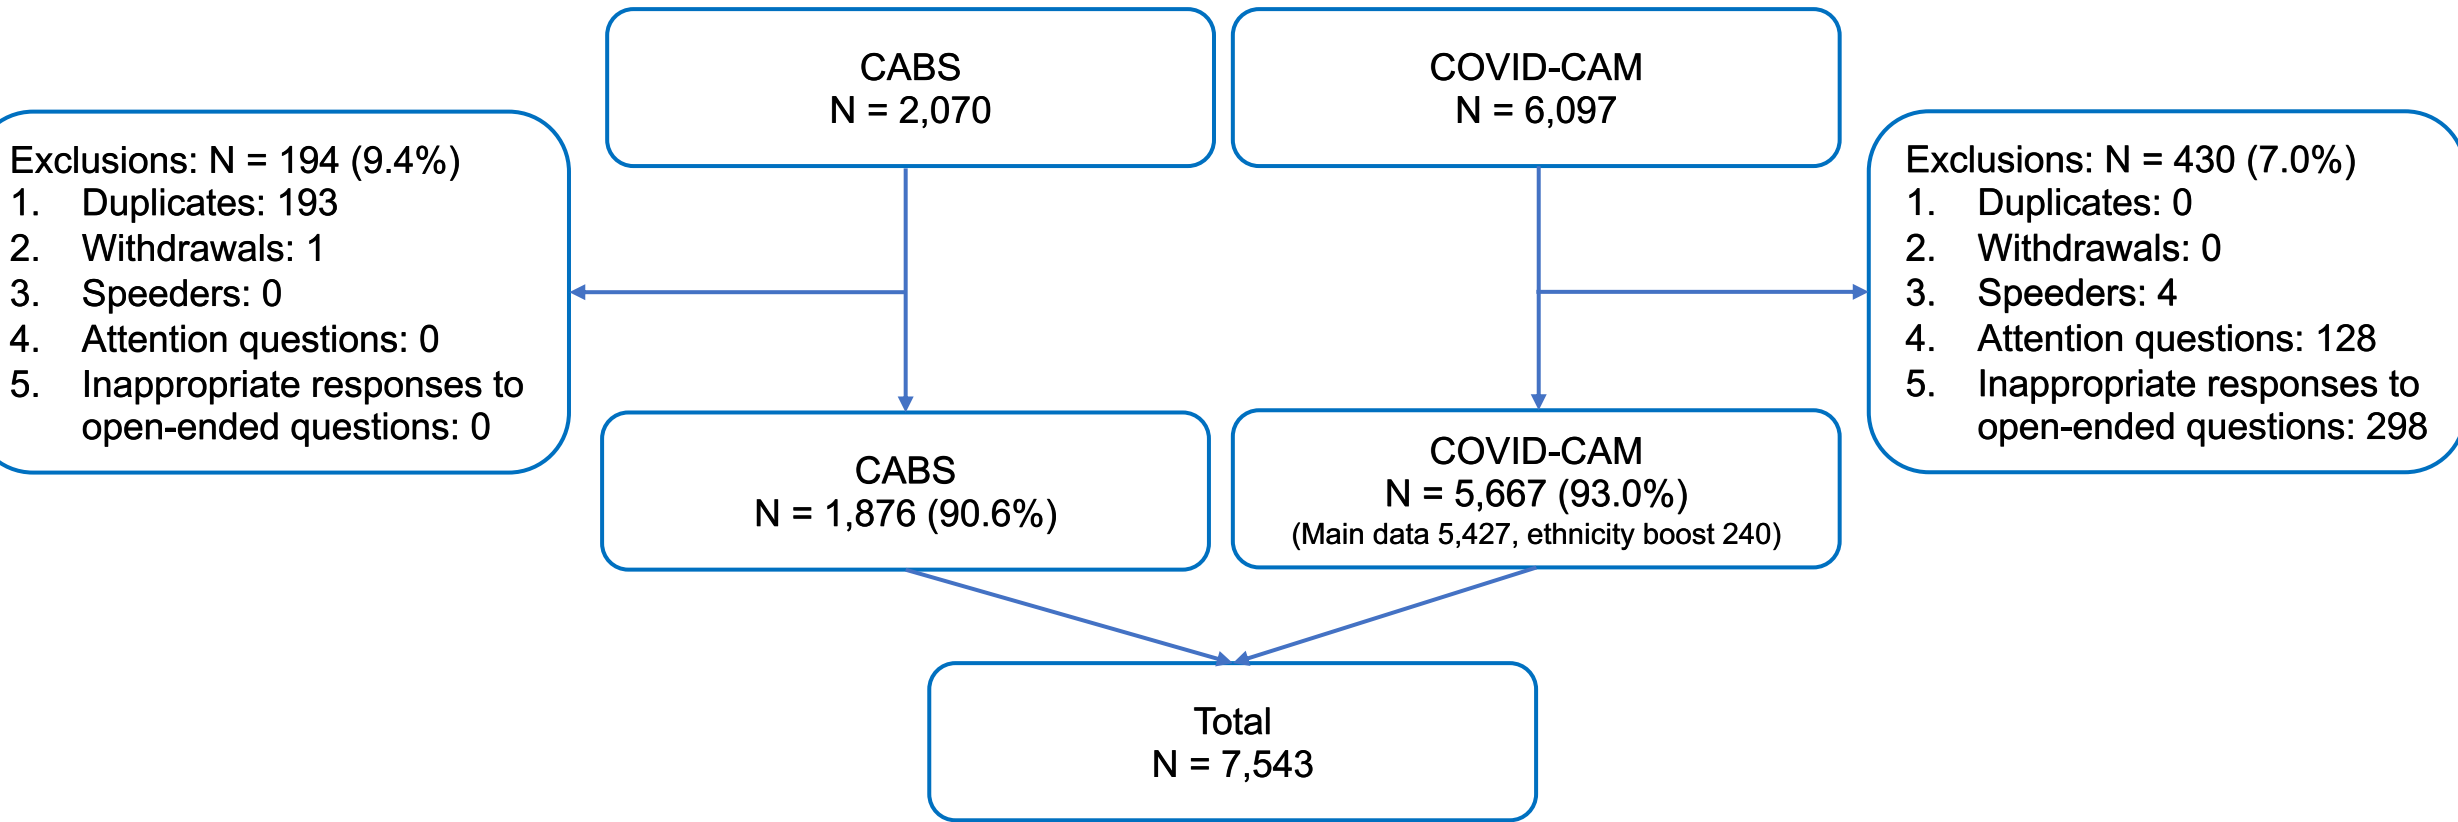 CABS
N = 2,070
COVID-CAM
N = 6,097
Exclusions: N = 194 (9.4%)
1. Duplicates: 193
2. Withdrawals: 1
3. Speeders: 0
4. Attention questions: 0
5. Inappropriate responses to
open-ended questions: 0
Exclusions: N = 430 (7.0%)
1. Duplicates: 0
2. Withdrawals: 0
3. Speeders: 4
4. Attention questions: 128
5. Inappropriate responses to
open-ended questions: 298
CABS
N = 1,876 (90.6%)
COVID-CAM
N = 5,667 (93.0%)
(Main data 5,427, ethnicity boost 240)
Total
N = 7,543